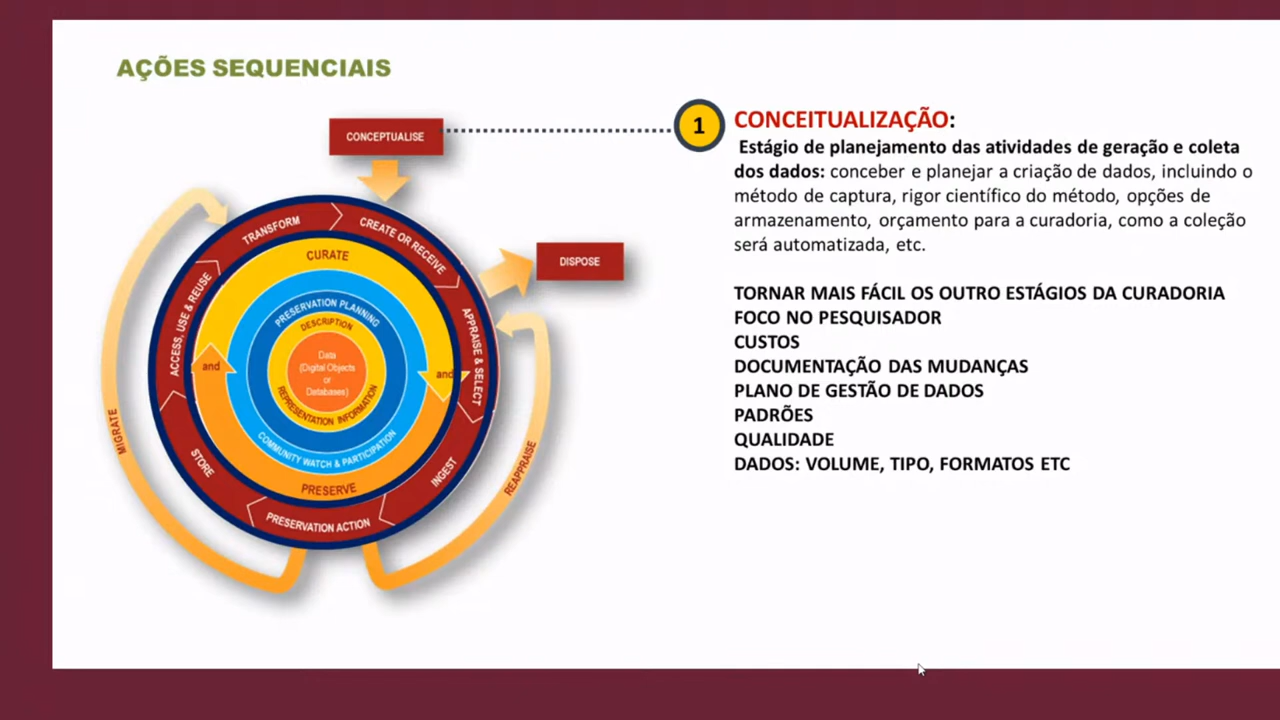 AÇÕES SEQUENCIAIS
CONCEPTUALISE
1
CONCEITUALIZAÇÃO:
Estágio de planejamento das atividades de geração e coleta
dos dados: conceber e planejar a criação de dados, incluindo o
método de captura, rigor científico do método, opções de
armazenamento, orçamento para a curadoria, como a coleção
será automatizada, etc.
TORNAR MAIS FÁCIL OS OUTRO ESTÁGIOS DA CURADORIA
FOCO NO PESQUISADOR
CUSTOS
DOCUMENTAÇÃO DAS MUDANÇAS
PLANO DE GESTÃO DE DADOS
PADRÕES
QUALIDADE
DADOS: VOLUME, TIPO, FORMATOS ETC
DISPOSE
TRANSFORM
CREATE OR RECEIVE
APPRAISE & SELECT
INGEST
PRESERVATION ACTION
STORE
ACCESS, USE & REUSE
MIGRATE
REAPPRAISE
CURATE
and
and
PRESERVE
PRESERVATION PLANNING
COMMUNITY WATCH & PARTICIPATION
DESCRIPTION
REPRESENTATION INFORMATION
Data
(Digital Objects
or
Databases)